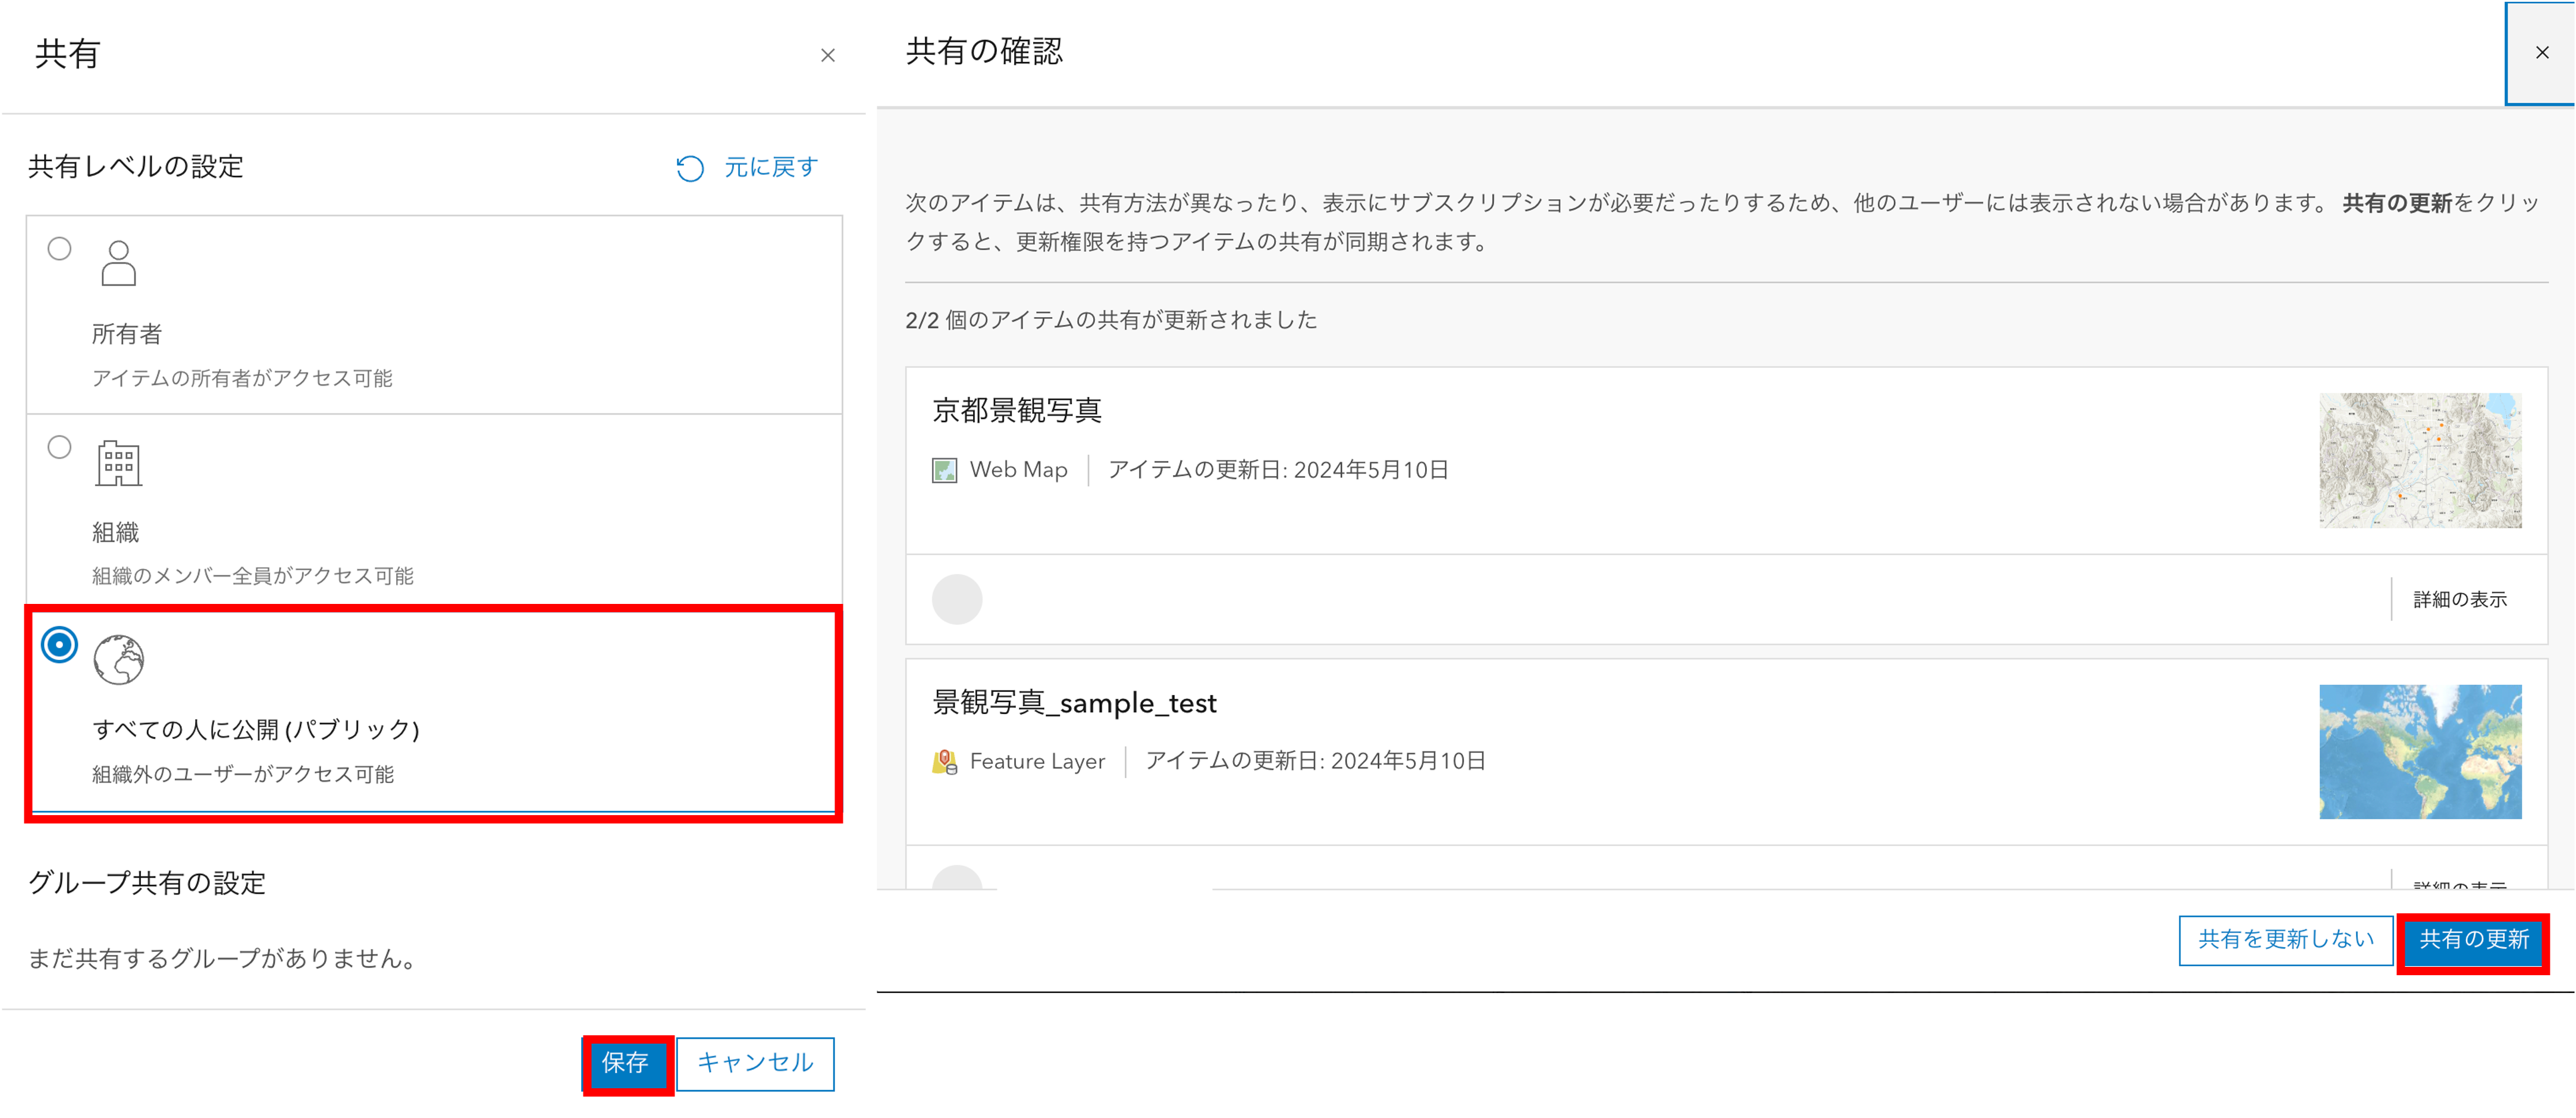 共有
共有レベルの設定
元に戻す
所有者
アイテムの所有者がアクセス可能
組織
組織のメンバー全員がアクセス可能
すべての人に公開 (パブリック)
組織外のユーザーがアクセス可能
グループ共有の設定
まだ共有するグループがありません。
保存
キャンセル
共有の確認
次のアイテムは、共有方法が異なったり、表示にサブスクリプションが必要だったりするため、他のユーザーには表示されない場合があります。 共有の更新をクリッ
クすると、更新権限を持つアイテムの共有が同期されます。
2/2 個のアイテムの共有が更新されました
京都景観写真
Web Map アイテムの更新日: 2024年5月10日
詳細の表示
景観写真_sample_test
Feature Layer アイテムの更新日: 2024年5月10日
詳細の表示
共有を更新しない
共有の更新